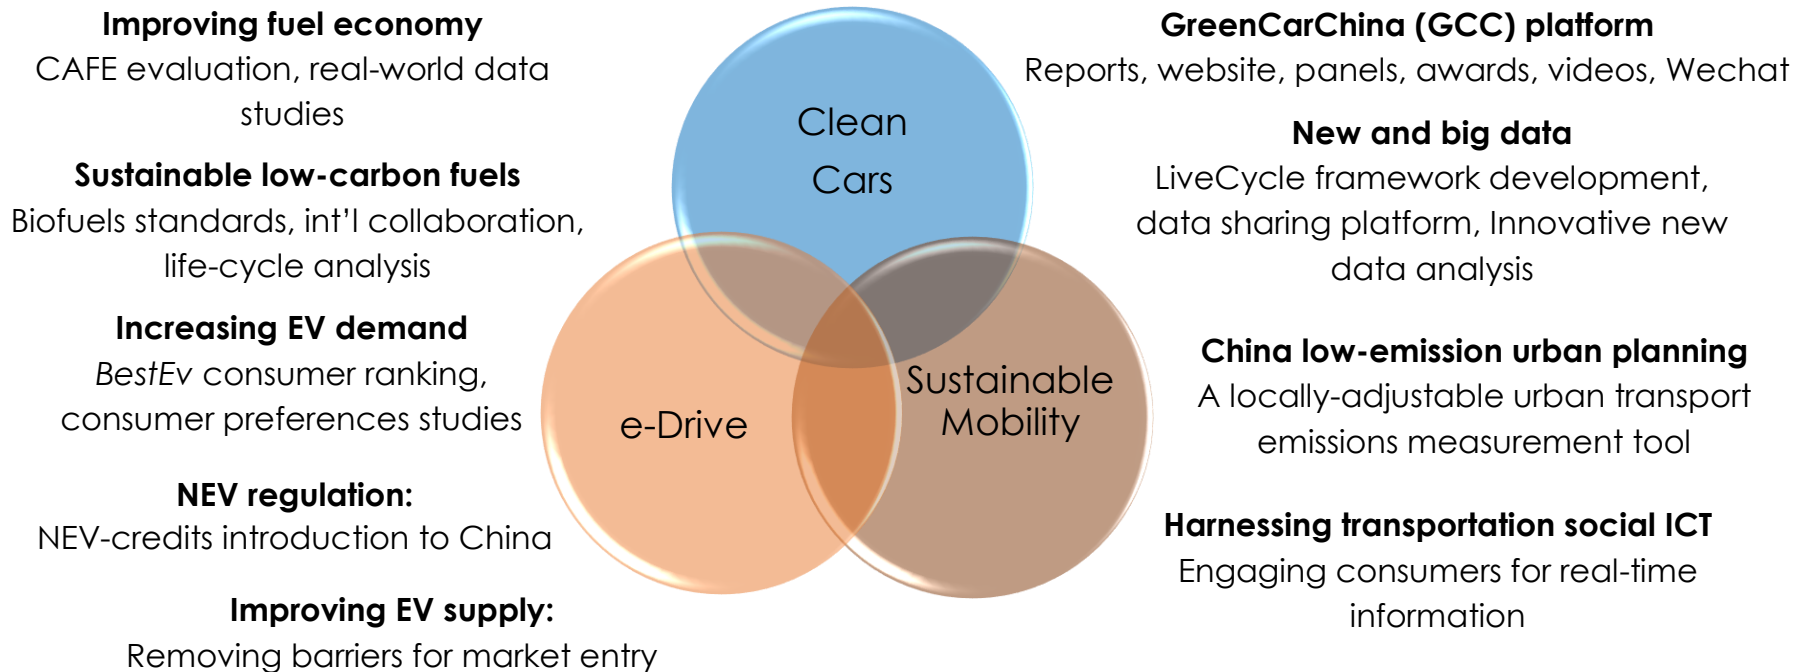 Improving fuel economy
CAFE evaluation, real-world data
studies
Sustainable low-carbon fuels
Biofuels standards, int'l collaboration,
life-cycle analysis
Increasing EV demand
BestEv consumer ranking,
consumer preferences studies
NEV regulation:
NEV-credits introduction to China
Improving EV supply:
Removing barriers for market entry
Clean
Cars
e-Drive
Sustainable
Mobility
GreenCarChina (GCC) platform
Reports, website, panels, awards, videos, Wechat
New and big data
LiveCycle framework development,
data sharing platform, Innovative new
data analysis
China low-emission urban planning
A locally-adjustable urban transport
emissions measurement tool
Harnessing transportation social ICT
Engaging consumers for real-time
information